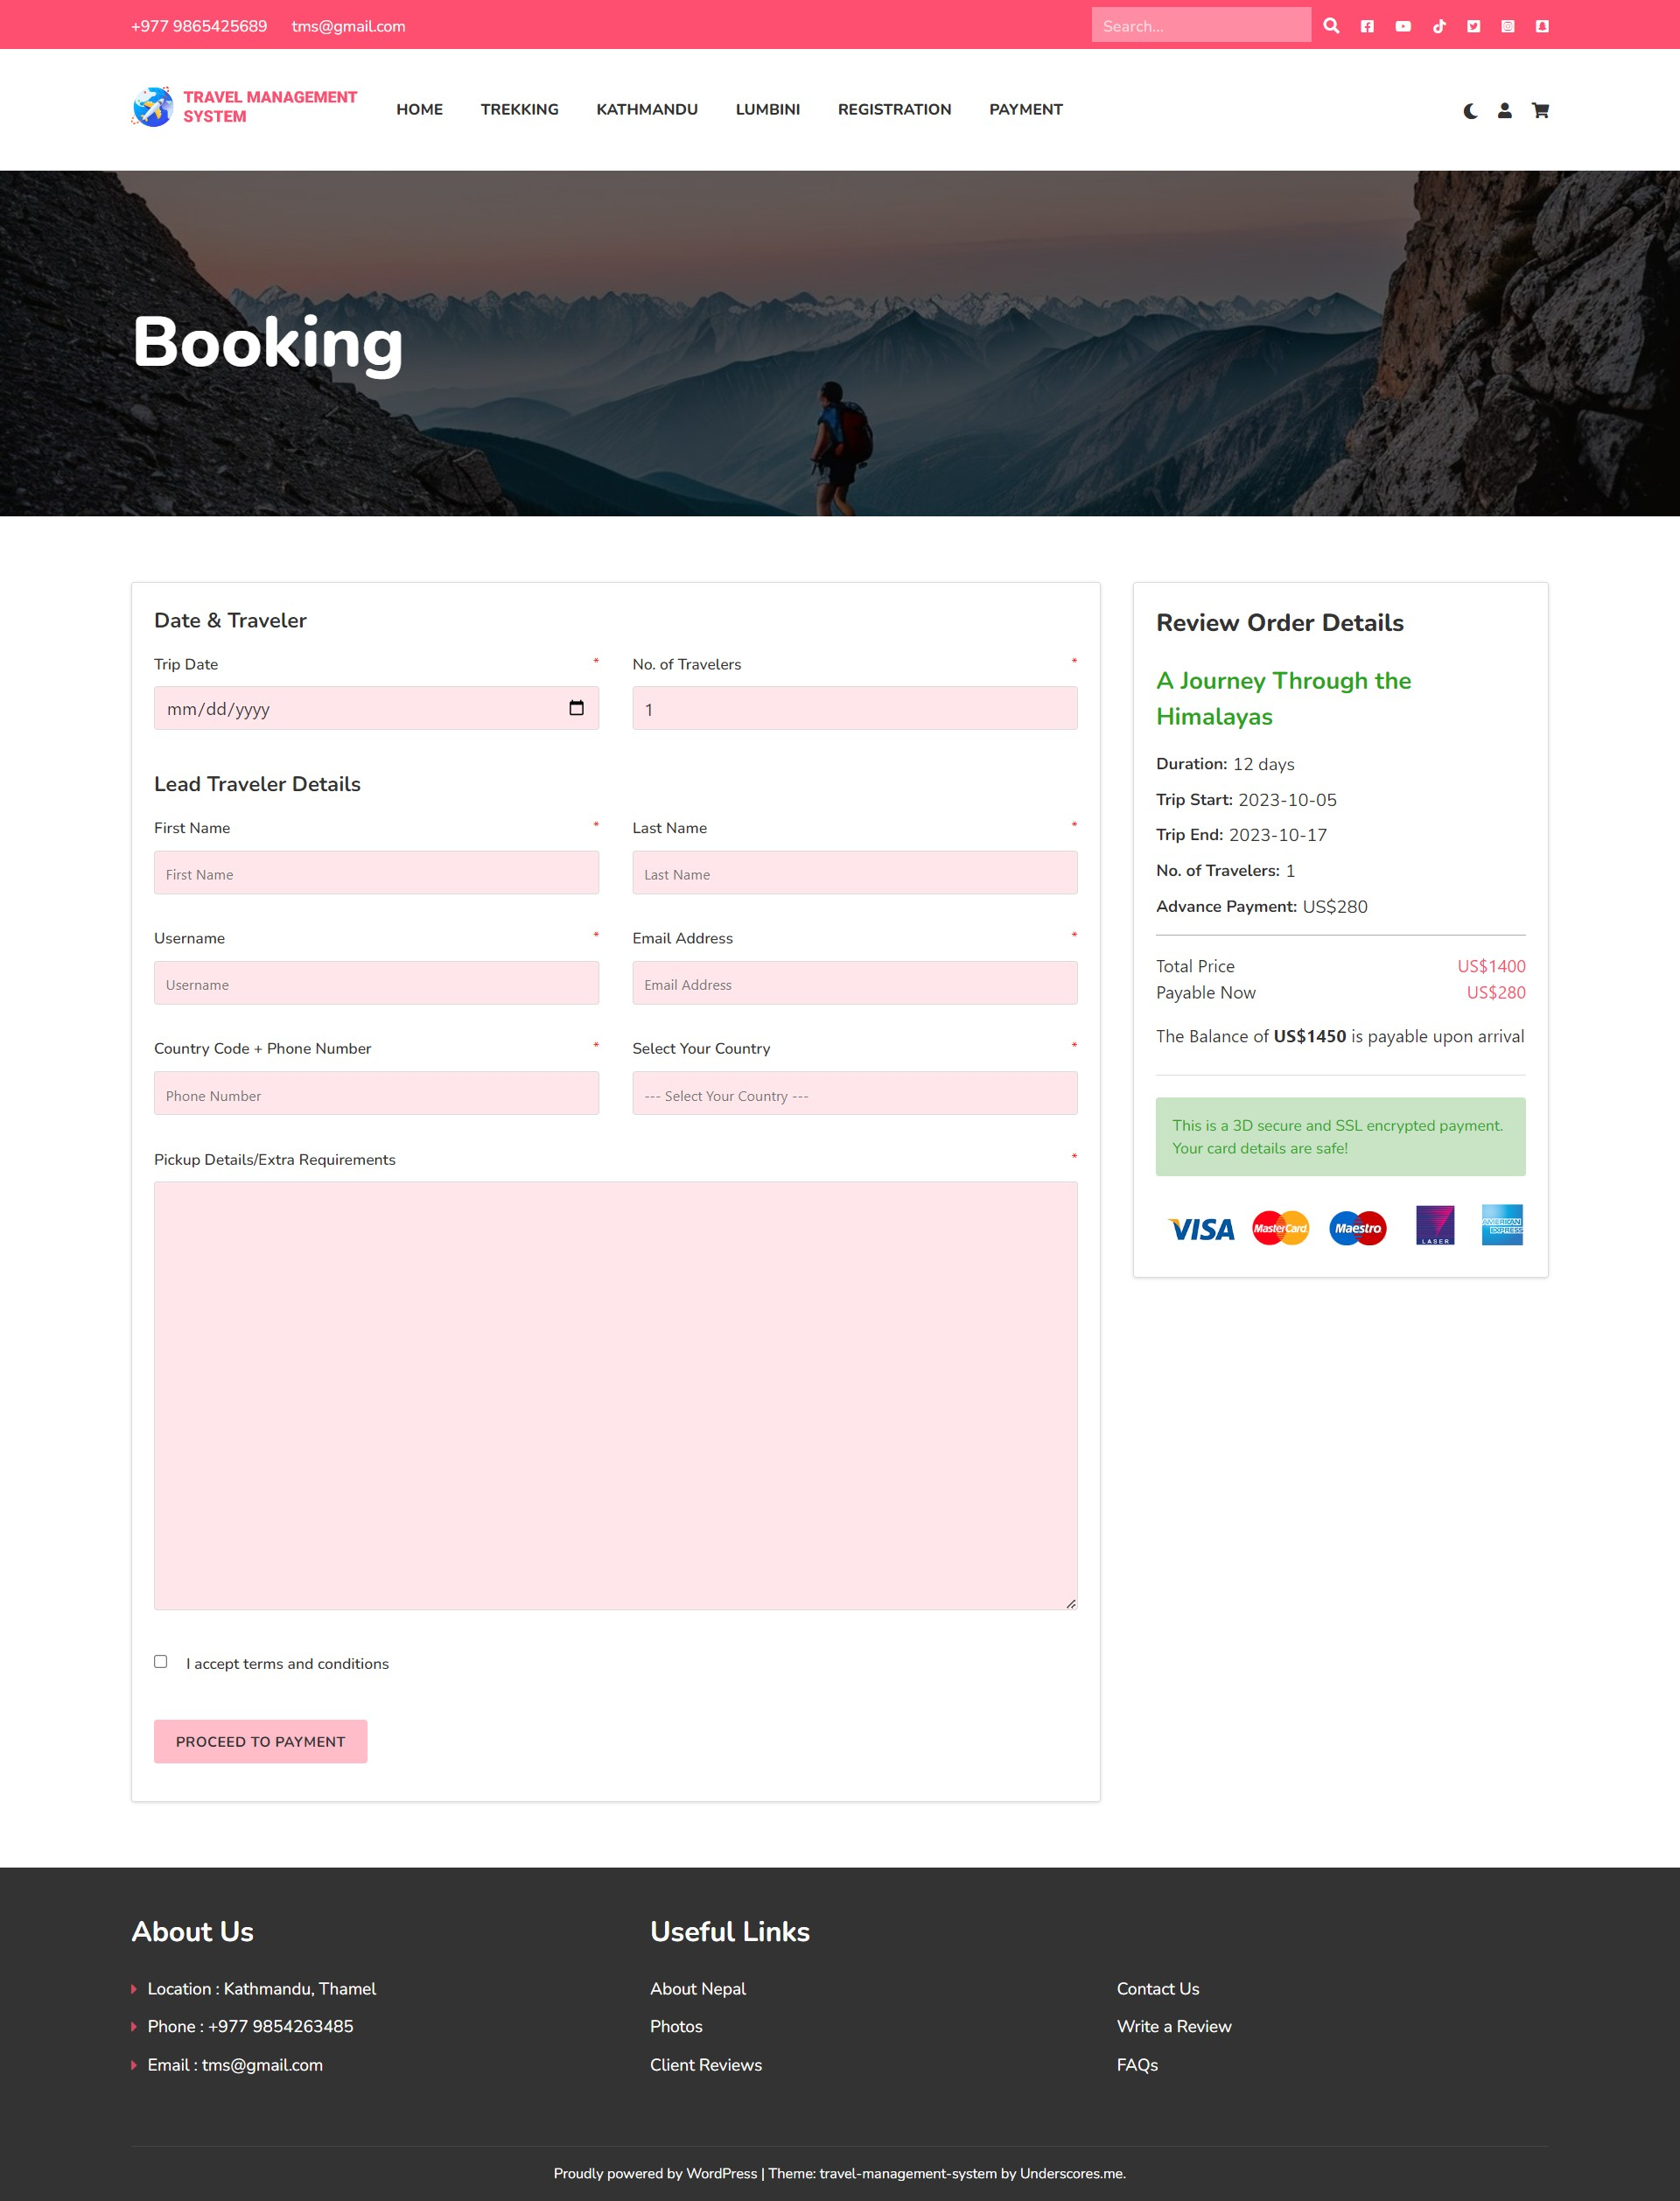 +977 9865425689 tms@gmail.com Search...
TRAVEL MANAGEMENT
SYSTEM
HOME TREKKING KATHMANDU LUMBINI REGISTRATION PAYMENT
Booking
Date & Traveler
Trip Date * No. of Travelers *
mm/dd/yyyy 1
Lead Traveler Details
First Name * Last Name *
First Name Last Name
Username * Email Address *
Username Email Address
Country Code + Phone Number * Select Your Country *
Phone Number --- Select Your Country ---
Pickup Details/Extra Requirements *
I accept terms and conditions
PROCEED TO PAYMENT
Review Order Details
A Journey Through the
Himalayas
Duration: 12 days
Trip Start: 2023-10-05
Trip End: 2023-10-17
No. of Travelers: 1
Advance Payment: US$280
Total Price US$1400
Payable Now US$280
The Balance of US$1450 is payable upon arrival
This is a 3D secure and SSL encrypted payment.
Your card details are safe!
VISA MasterCard Maestro LASER AMERICAN EXPRESS
About Us
Location : Kathmandu, Thamel
Phone : +977 9854263485
Email : tms@gmail.com
Useful Links
About Nepal
Photos
Client Reviews
Contact Us
Write a Review
FAQs
Proudly powered by WordPress | Theme: travel-management-system by Underscores.me.